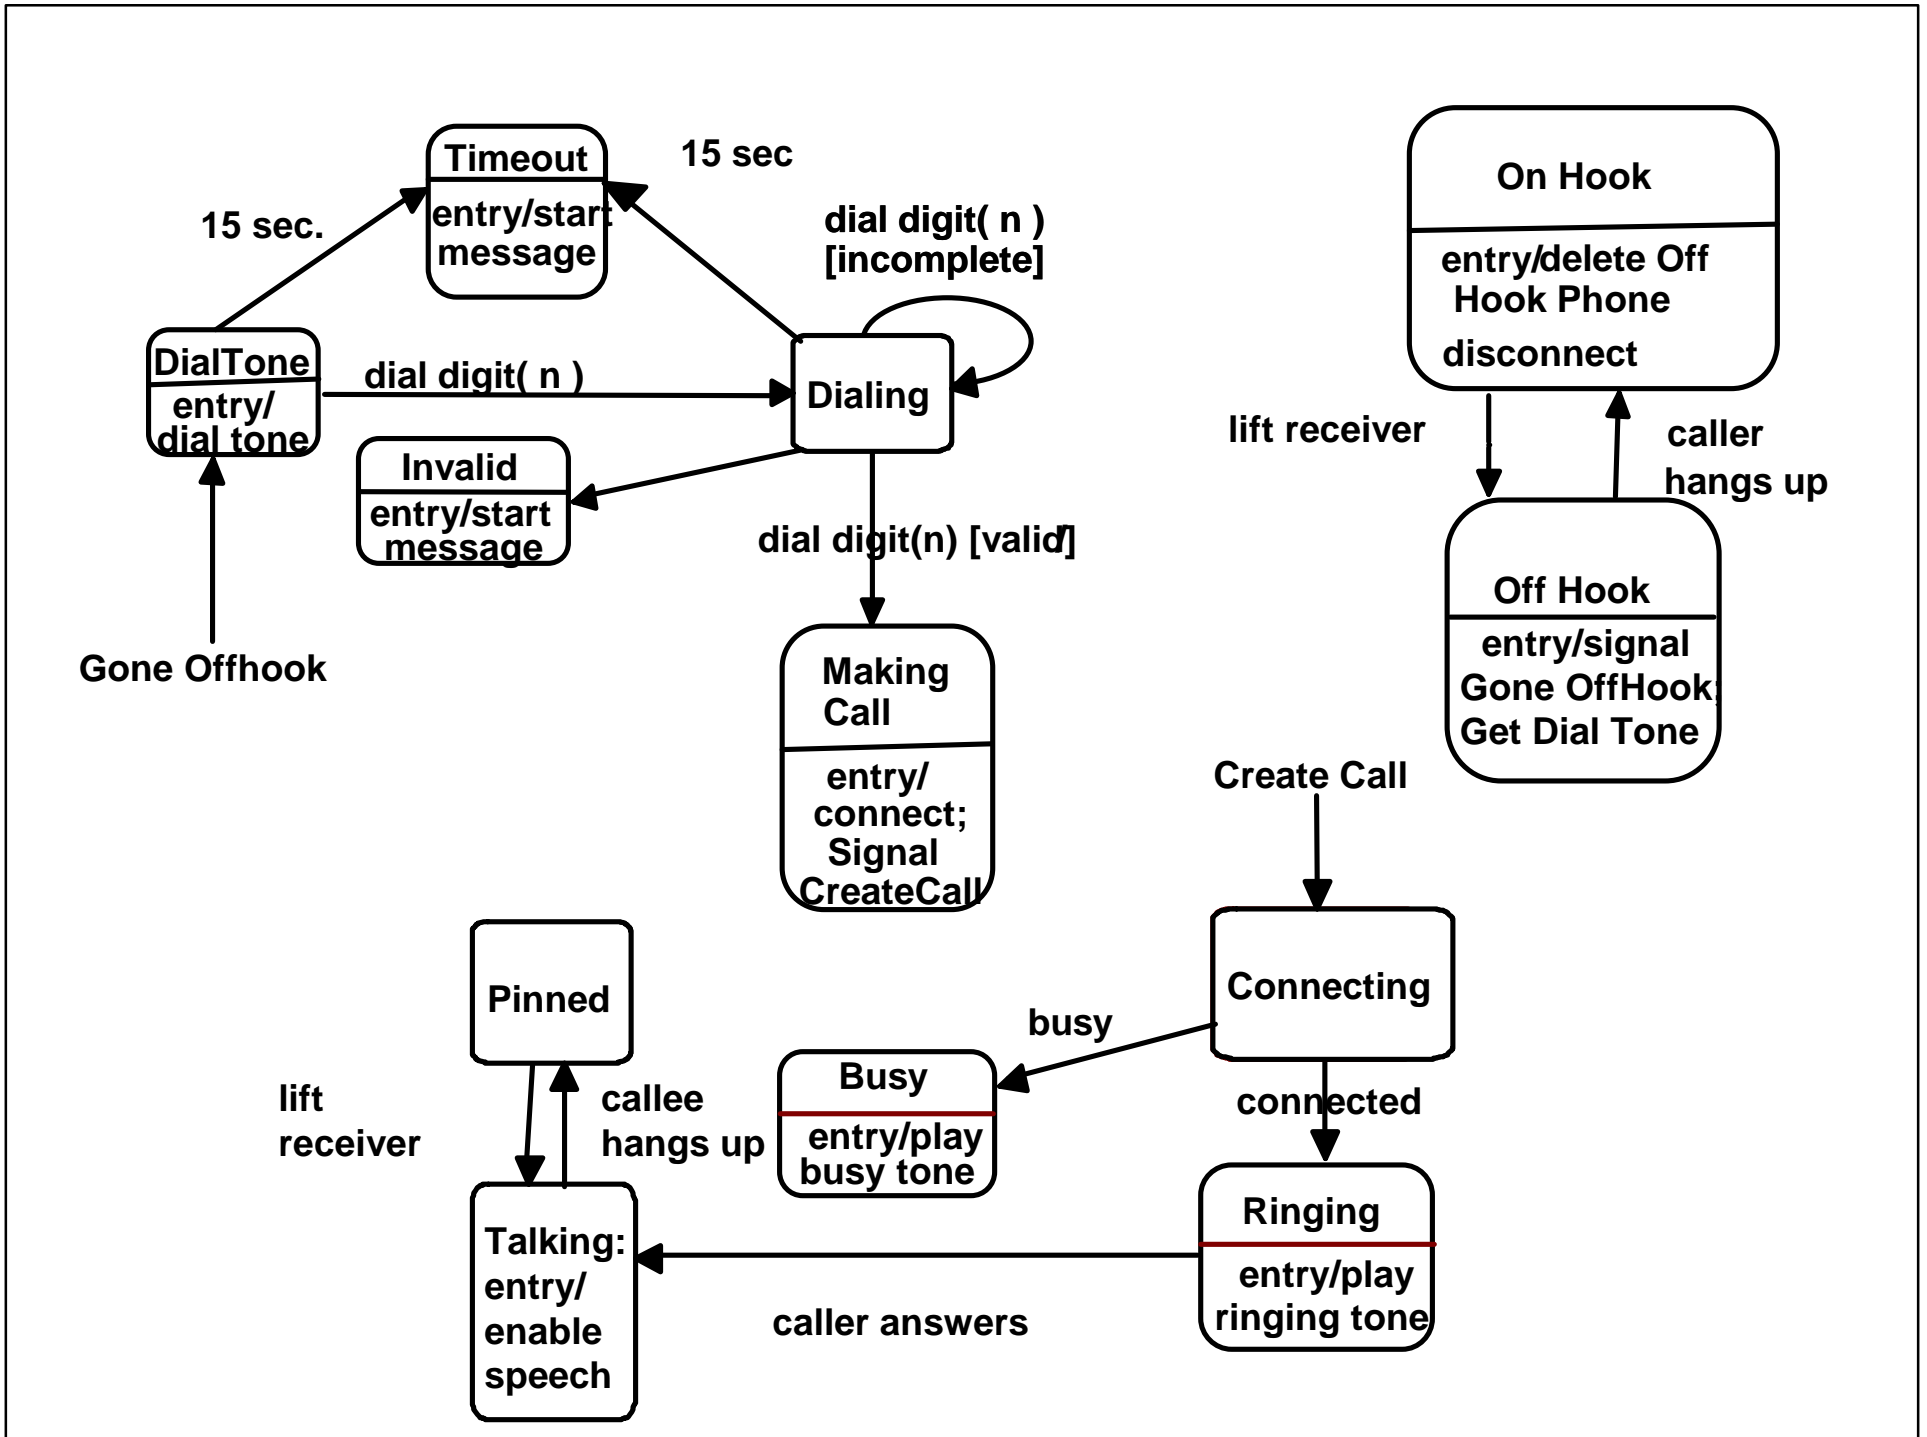 Timeout
entry/start
message
15 sec
15 sec.
dial digit( n )
[incomplete]
DialTone
entry/
dial tone
dial digit( n )
Dialing
Invalid
entry/start
message
dial digit(n) [valid/]
Gone Offhook
Making
Call
entry/
connect;
Signal
CreateCall
On Hook
entry/delete Off
Hook Phone
disconnect
lift receiver
caller
hangs up
Off Hook
entry/signal
Gone OffHook;
Get Dial Tone
Create Call
Connecting
busy
connected
Busy
entry/play
busy tone
Ringing
entry/play
ringing tone
caller answers
Pinned
lift
receiver
callee
hangs up
Talking:
entry/
enable
speech